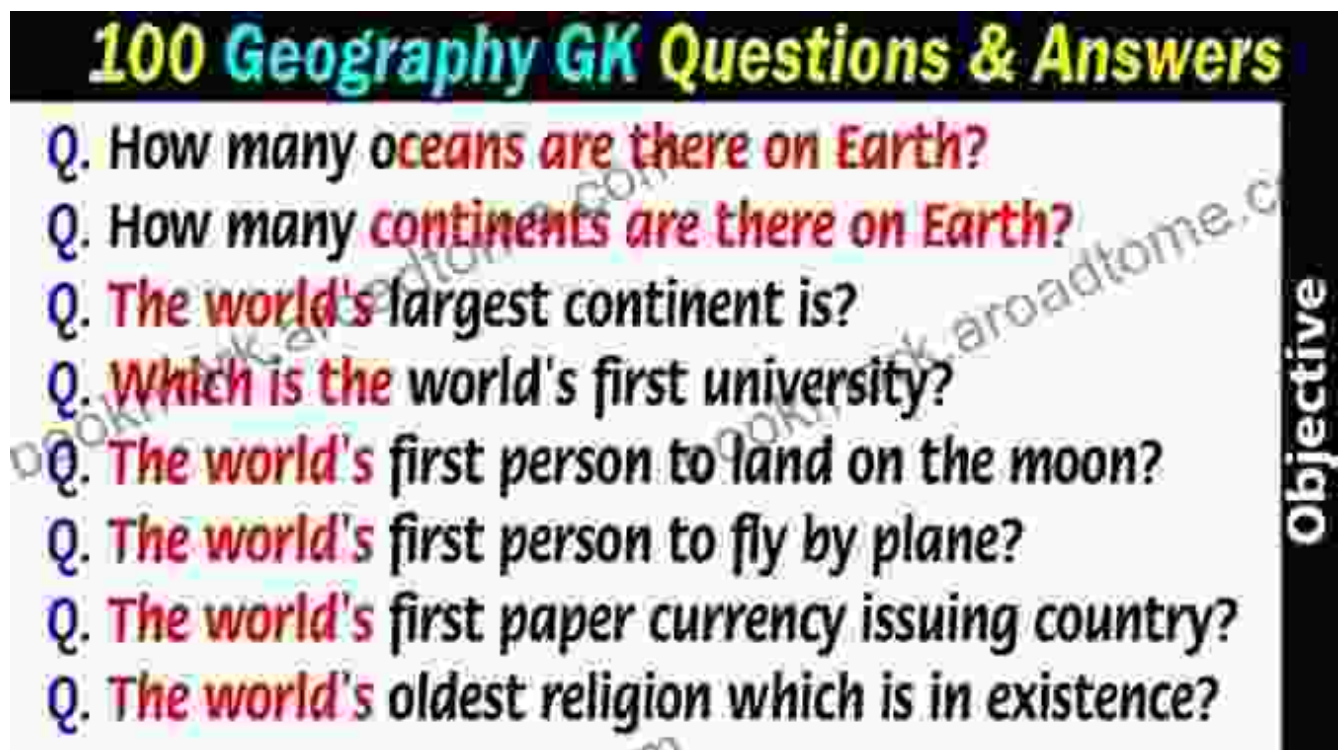 100 Geography GK Questions & Answers
Q. How many oceans are there on Earth?
Q. How many continents are there on Earth?
Q. The world's largest continent is?
Q. Which is the world's first university?
Q. The world's first person to land on the moon?
Q. The world's first person to fly by plane?
Q. The world's first paper currency issuing country?
Q. The world's oldest religion which is in existence?
Objective